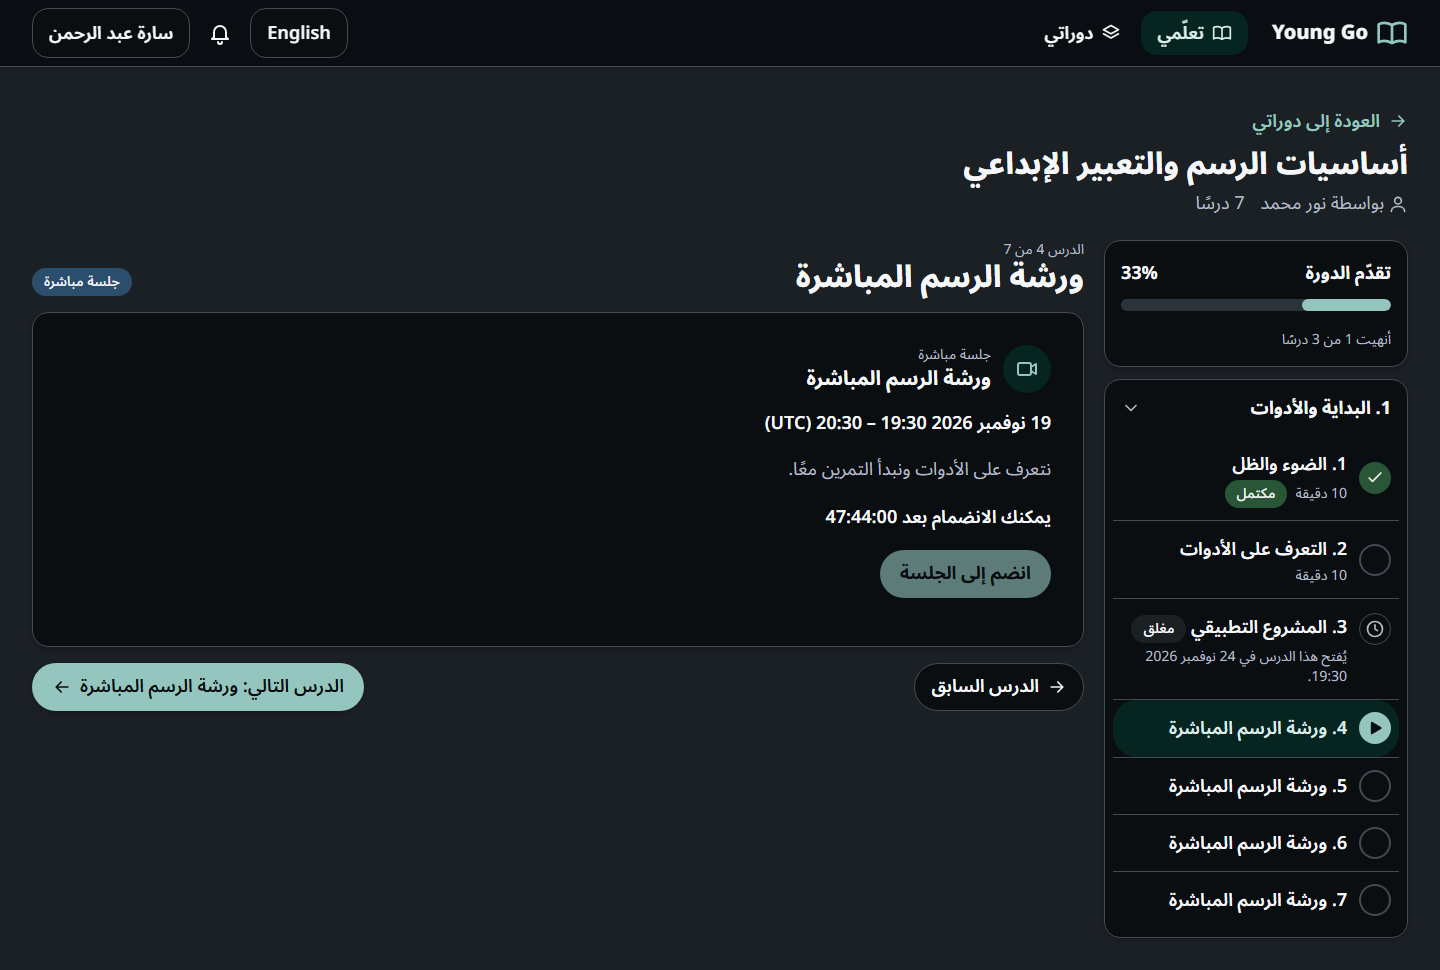 Young Go
تعلّمي
دوراتي
English
سارة عبد الرحمن
العودة إلى دوراتي
أساسيات الرسم والتعبير الإبداعي
بواسطة نور محمد
7 درسًا
تقدّم الدورة
33%
أنهيت 1 من 3 درسًا
1. البداية والأدوات
1. الضوء والظل
10 دقيقة
مكتمل
2. التعرف على الأدوات
10 دقيقة
3. المشروع التطبيقي
مغلق
يُفتح هذا الدرس في 24 نوفمبر 2026
19:30.
4. ورشة الرسم المباشرة
5. ورشة الرسم المباشرة
6. ورشة الرسم المباشرة
7. ورشة الرسم المباشرة
الدرس 4 من 7
ورشة الرسم المباشرة
جلسة مباشرة
جلسة مباشرة
ورشة الرسم المباشرة
19 نوفمبر 2026 19:30 – 20:30 (UTC)
نتعرف على الأدوات ونبدأ التمرين معًا.
يمكنك الانضمام بعد 47:44:00
انضم إلى الجلسة
الدرس السابق
الدرس التالي: ورشة الرسم المباشرة